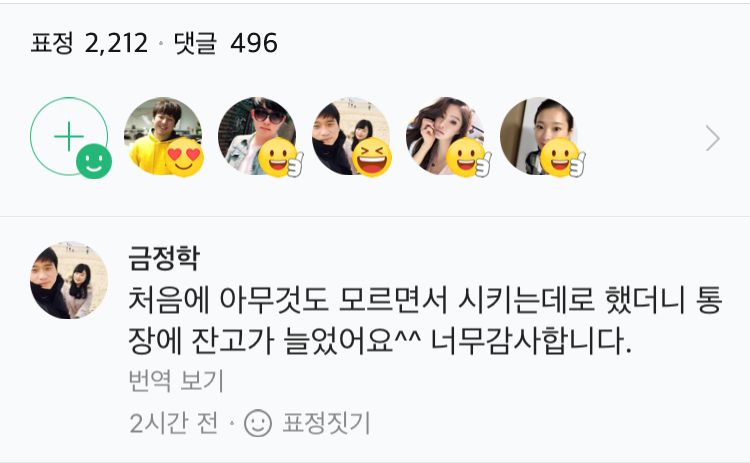 표정 2,212 · 댓글 496
금정학
처음에 아무것도 모르면서 시키는데로 했더니 통
장에 잔고가 늘었어요^^ 너무감사합니다.
번역 보기
2시간 전 · 표정짓기